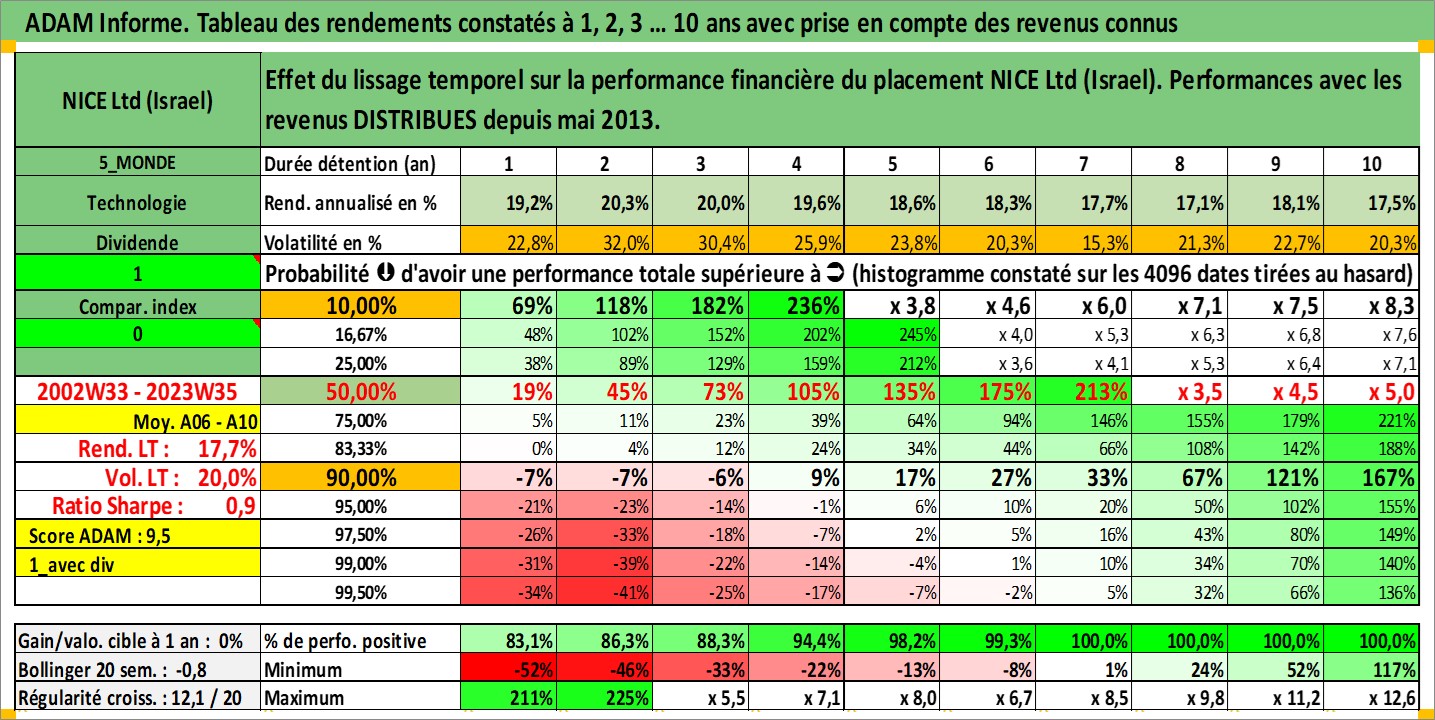 ADAM Informe. Tableau des rendements constatés à 1, 2, 3 ... 10 ans avec prise en compte des revenus connus
NICE Ltd (Israel)
Effet du lissage temporel sur la performance financière du placement NICE Ltd (Israel). Performances avec les
revenus DISTRIBUES depuis mai 2013.
5_MONDE Durée détention (an) 1 2 3 4 5 6 7 8 9 10
Technologie Rend. annualisé en % 19,2% 20,3% 20,0% 19,6% 18,6% 18,3% 17,7% 17,1% 18,1% 17,5%
Dividende Volatilité en % 22,8% 32,0% 30,4% 25,9% 23,8% 20,3% 15,3% 21,3% 22,7% 20,3%
1 Probabilité ⬇ d'avoir une performance totale supérieure à ➲ (histogramme constaté sur les 4096 dates tirées au hasard)
Compar. index 10,00% 69% 118% 182% 236% x 3,8 x 4,6 x 6,0 x 7,1 x 7,5 x 8,3
0 16,67% 48% 102% 152% 202% 245% x 4,0 x 5,3 x 6,3 x 6,8 x 7,6
25,00% 38% 89% 129% 159% 212% x 3,6 x 4,1 x 5,3 x 6,4 x 7,1
2002W33 - 2023W35 50,00% 19% 45% 73% 105% 135% 175% 213% x 3,5 x 4,5 x 5,0
Moy. A06 - A10 75,00% 5% 11% 23% 39% 64% 94% 146% 155% 179% 221%
Rend. LT : 17,7% 83,33% 0% 4% 12% 24% 34% 44% 66% 108% 142% 188%
Vol. LT : 20,0% 90,00% -7% -7% -6% 9% 17% 27% 33% 67% 121% 167%
Ratio Sharpe : 0,9 95,00% -21% -23% -14% -1% 6% 10% 20% 50% 102% 155%
Score ADAM : 9,5 97,50% -26% -33% -18% -7% 2% 5% 16% 43% 80% 149%
1_avec div 99,00% -31% -39% -22% -14% -4% 1% 10% 34% 70% 140%
99,50% -34% -41% -25% -17% -7% -2% 5% 32% 66% 136%
Gain/valo. cible à 1 an : 0% % de perfo. positive 83,1% 86,3% 88,3% 94,4% 98,2% 99,3% 100,0% 100,0% 100,0% 100,0%
Bollinger 20 sem. : -0,8 Minimum -52% -46% -33% -22% -13% -8% 1% 24% 52% 117%
Régularité croiss. : 12,1 / 20 Maximum 211% 225% x 5,5 x 7,1 x 8,0 x 6,7 x 8,5 x 9,8 x 11,2 x 12,6